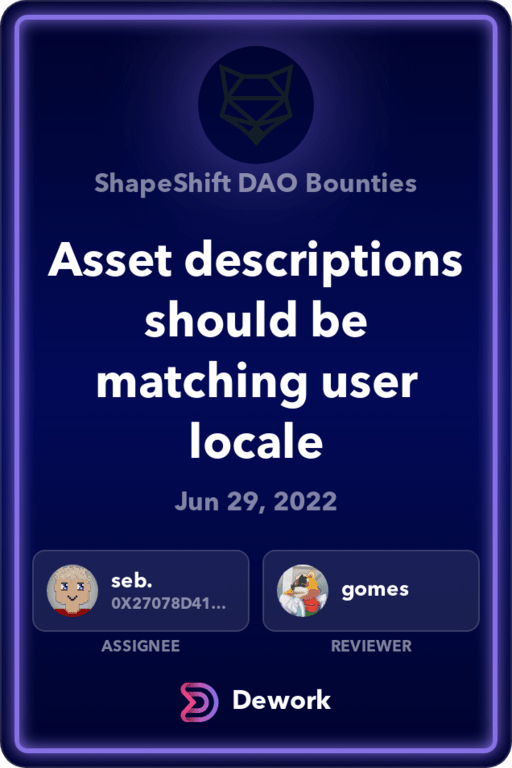 ShapeShift DAO Bounties
Asset descriptions
should be
matching user
locale
Jun 29, 2022
seb.
0X27078D41...
gomes
ASSIGNEE
REVIEWER
Dework